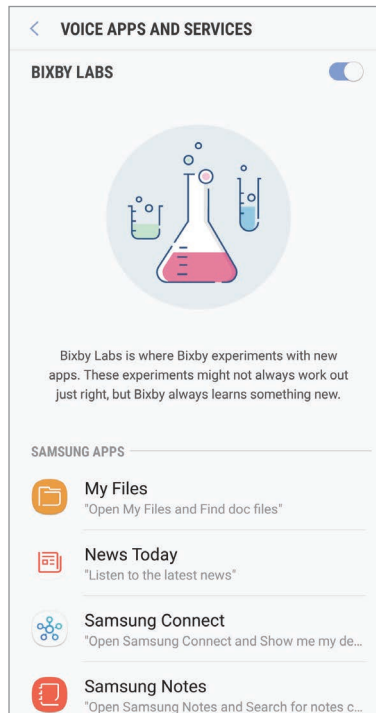 VOICE APPS AND SERVICES
BIXBY LABS
Bixby Labs is where Bixby experiments with new
apps. These experiments might not always work out
just right, but Bixby always learns something new.
SAMSUNG APPS
My Files
"Open My Files and Find doc files"
News Today
"Listen to the latest news"
Samsung Connect
"Open Samsung Connect and Show me my de...
Samsung Notes
"Open Samsung Notes and Search for notes c...